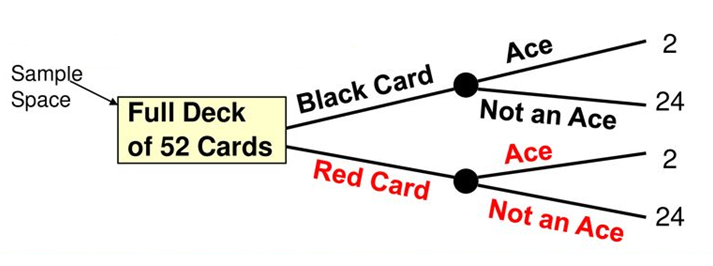 Sample
Space
Full Deck
of 52 Cards
Black Card
Ace
2
Not an Ace
24
Red Card
Ace
2
Not an Ace
24